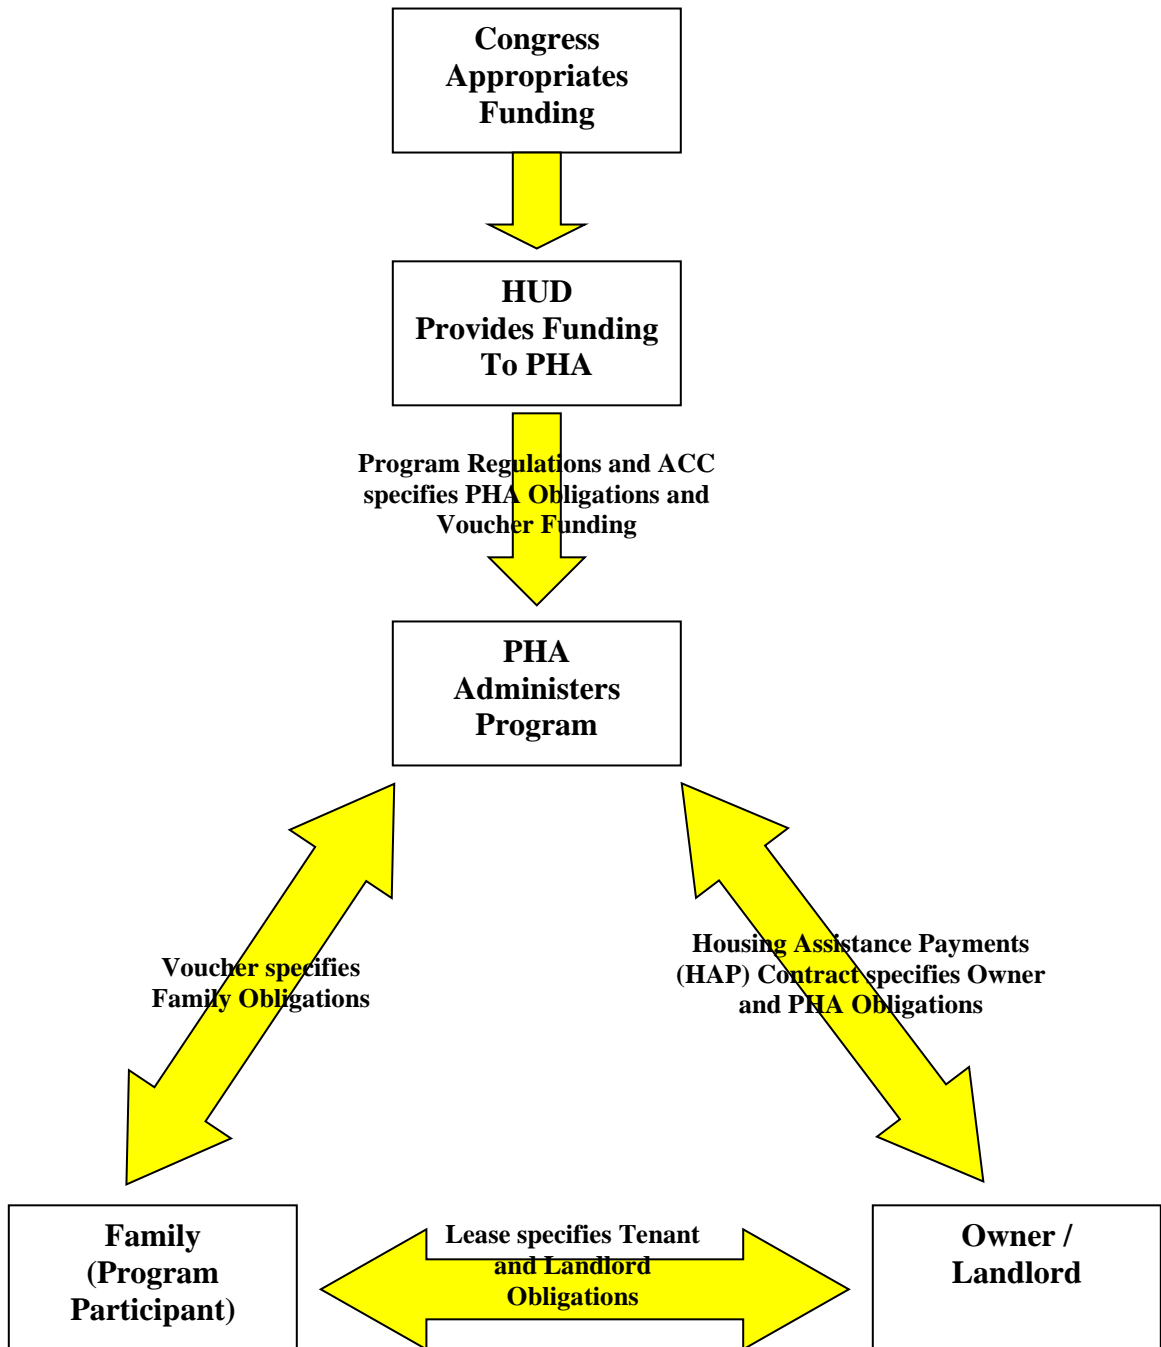 Congress
Appropriates
Funding
HUD
Provides Funding
To PHA
Program Regulations and ACC
specifies PHA Obligations and
Voucher Funding
PHA
Administers
Program
Voucher specifies
Family Obligations
Housing Assistance Payments
(HAP) Contract specifies Owner
and PHA Obligations
Family
(Program
Participant)
Lease specifies Tenant
and Landlord
Obligations
Owner /
Landlord